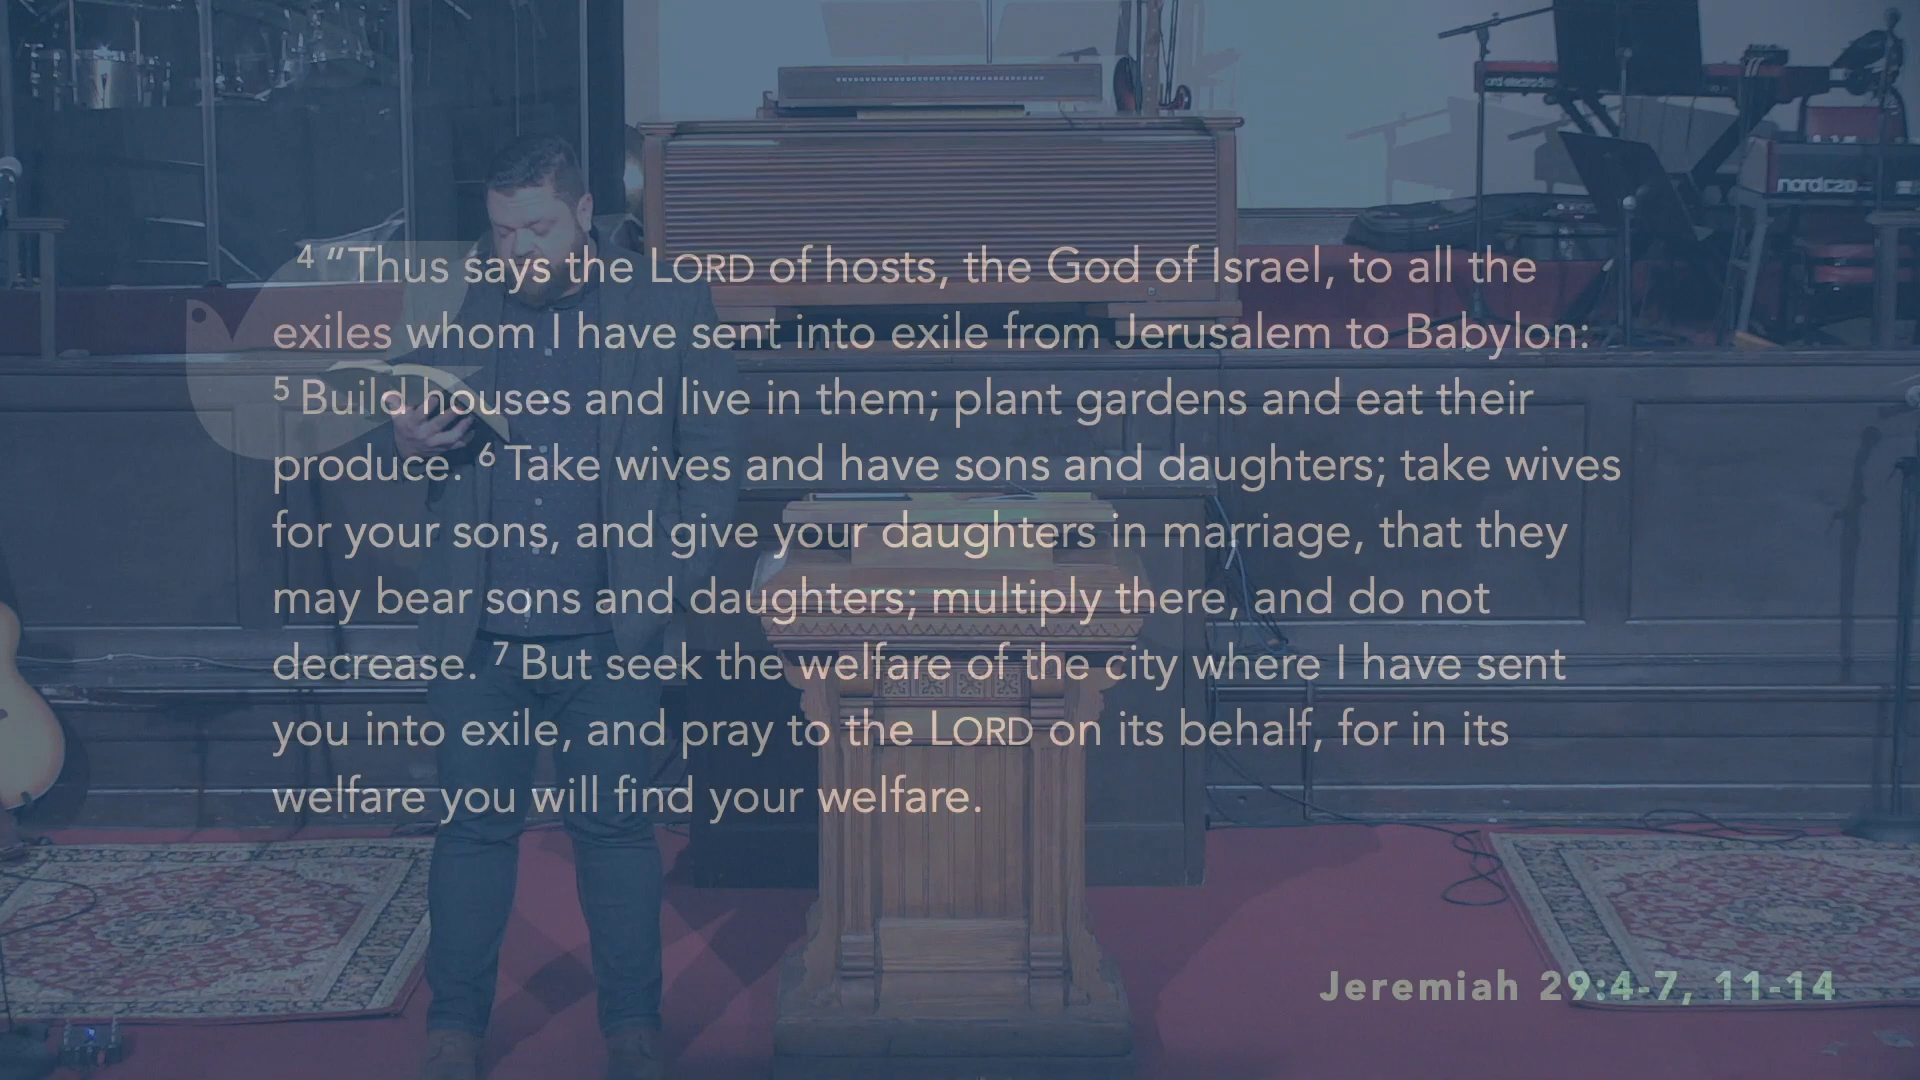 4 “Thus says the LORD of hosts, the God of Israel, to all the
exiles whom I have sent into exile from Jerusalem to Babylon:
5 Build houses and live in them; plant gardens and eat their
produce. 6 Take wives and have sons and daughters; take wives
for your sons, and give your daughters in marriage, that they
may bear sons and daughters; multiply there, and do not
decrease. 7 But seek the welfare of the city where I have sent
you into exile, and pray to the LORD on its behalf, for in its
welfare you will find your welfare.
Jeremiah 29:4-7, 11-14
nord c2D